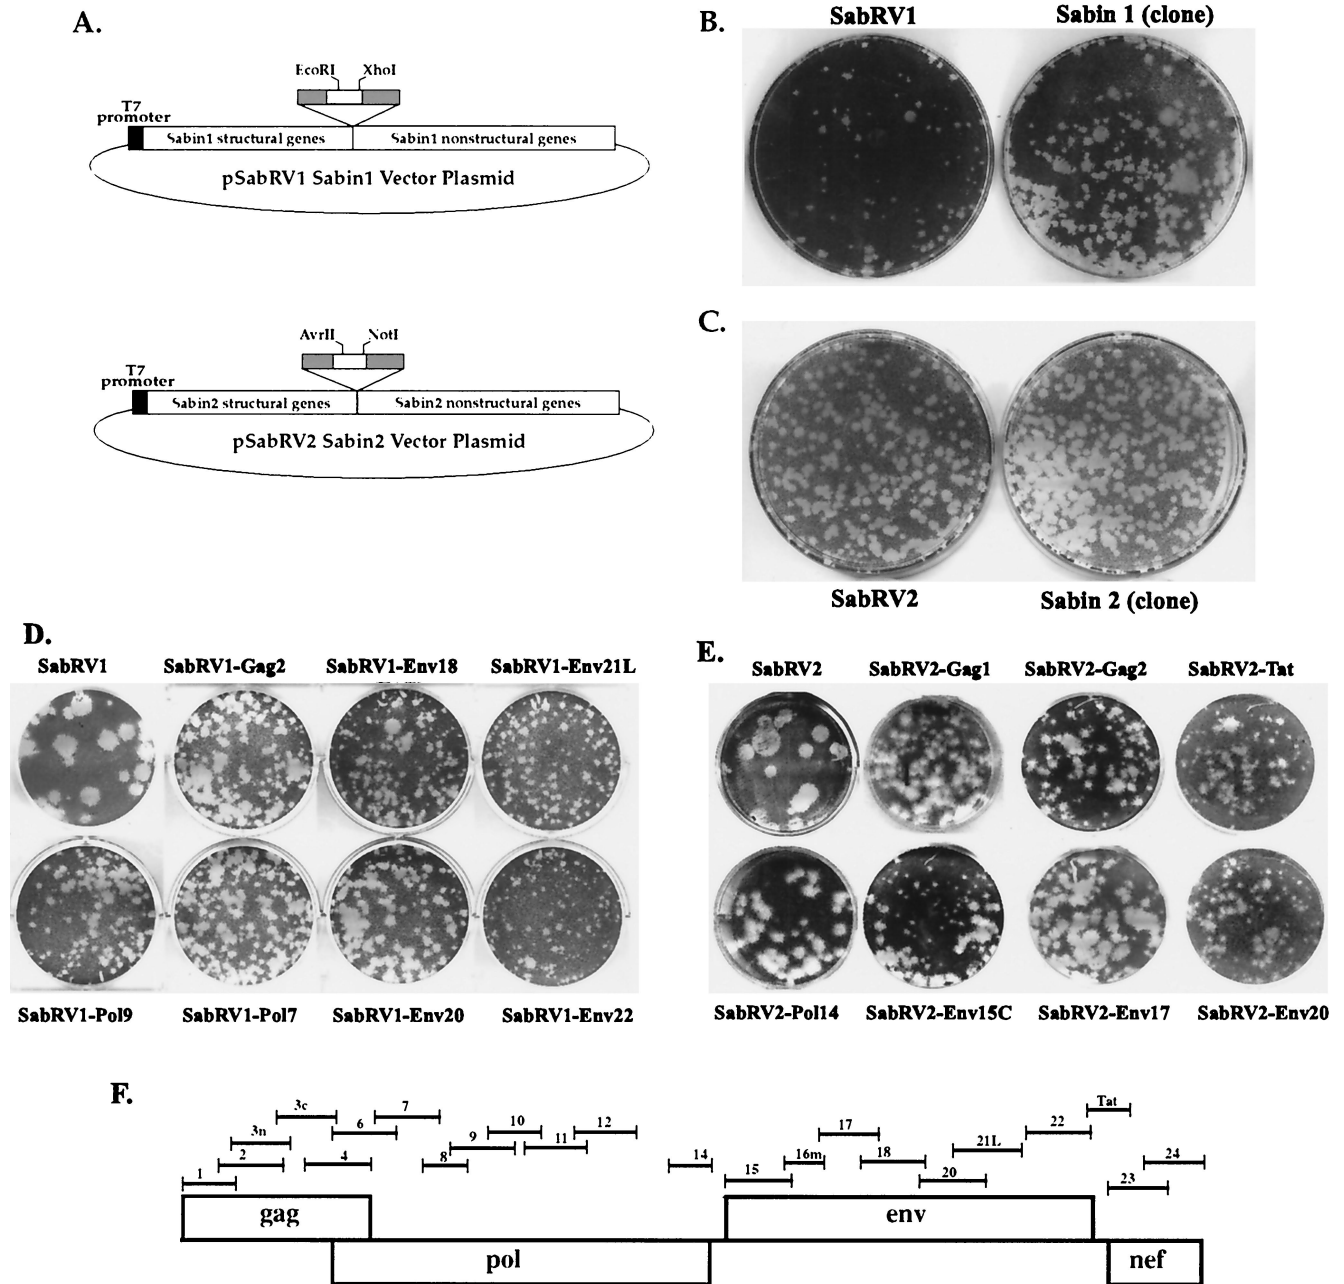 A.
EcoRI XhoI
T7
promoter
Sabin1 structural genes Sabin1 nonstructural genes
pSabRV1 Sabin1 Vector Plasmid
AvrII NotI
T7
promoter
Sabin2 structural genes Sabin2 nonstructural genes
pSabRV2 Sabin2 Vector Plasmid
B.
SabRV1 Sabin 1 (clone)
C.
SabRV2 Sabin 2 (clone)
D.
SabRV1 SabRV1-Gag2 SabRV1-Env18 SabRV1-Env21L
SabRV1-Pol9 SabRV1-Pol7 SabRV1-Env20 SabRV1-Env22
E.
SabRV2 SabRV2-Gag1 SabRV2-Gag2 SabRV2-Tat
SabRV2-Pol14 SabRV2-Env15C SabRV2-Env17 SabRV2-Env20
F.
3c 7 Tat
6 10 12 17 22
3n 9 11 21L
2 4 8 14 16m 18 24
1 15 20 23
gag env
pol nef